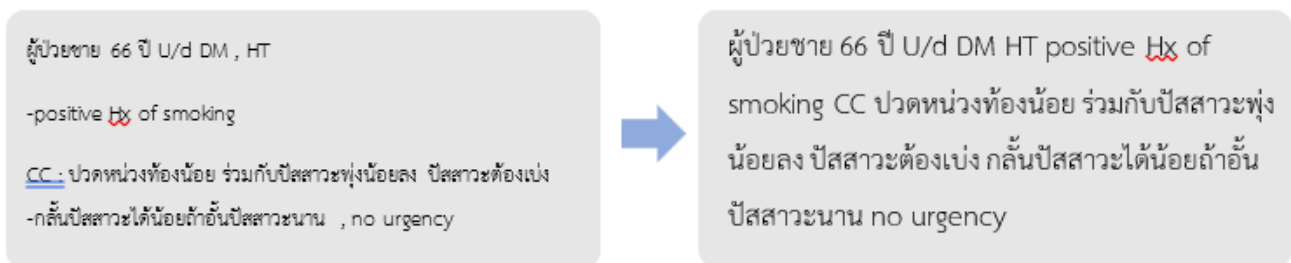 ผู้ป่วยชาย 66 ปี U/d DM , HT
-positive Hx of smoking
CC : ปวดหน่วงท้องน้อย ร่วมกับปัสสาวะพุ่งน้อยลง ปัสสาวะต้องเบ่ง
-กลั้นปัสสาวะได้น้อยถ้าอั้นปัสสาวะนาน , no urgency
ผู้ป่วยชาย 66 ปี U/d DM HT positive Hx of
smoking CC ปวดหน่วงท้องน้อย ร่วมกับปัสสาวะพุ่ง
น้อยลง ปัสสาวะต้องเบ่ง กลั้นปัสสาวะได้น้อยถ้าอั้น
ปัสสาวะนาน no urgency